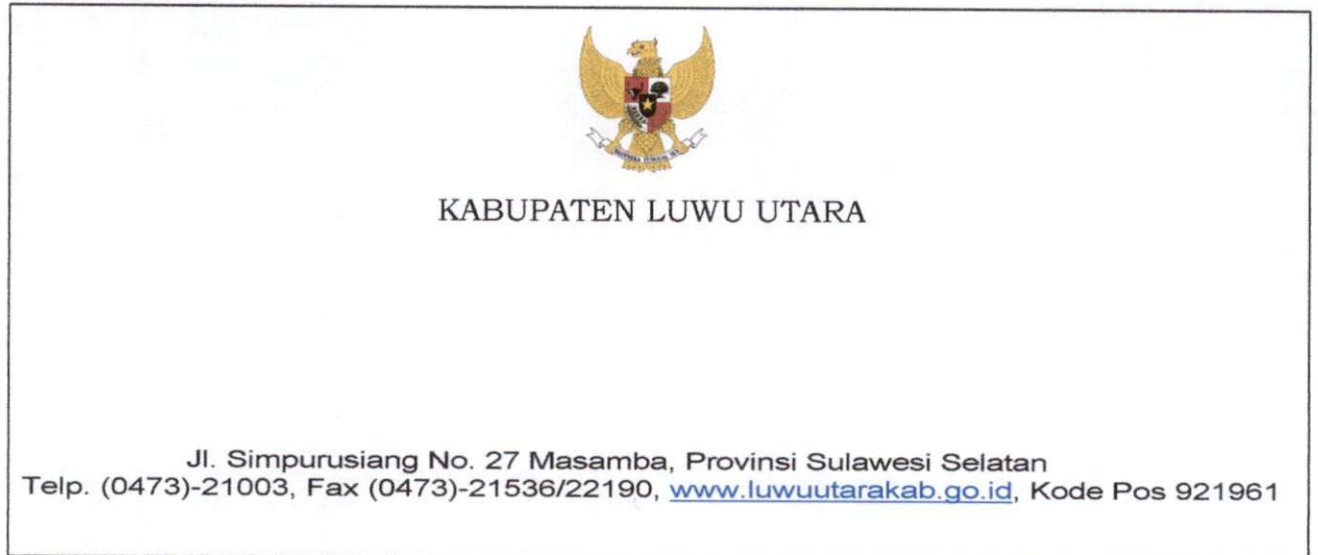 KABUPATEN LUWU UTARA
Jl. Simpurusiang No. 27 Masamba, Provinsi Sulawesi Selatan
Telp. (0473)-21003, Fax (0473)-21536/22190, www.luwuutarakab.go.id, Kode Pos 921961